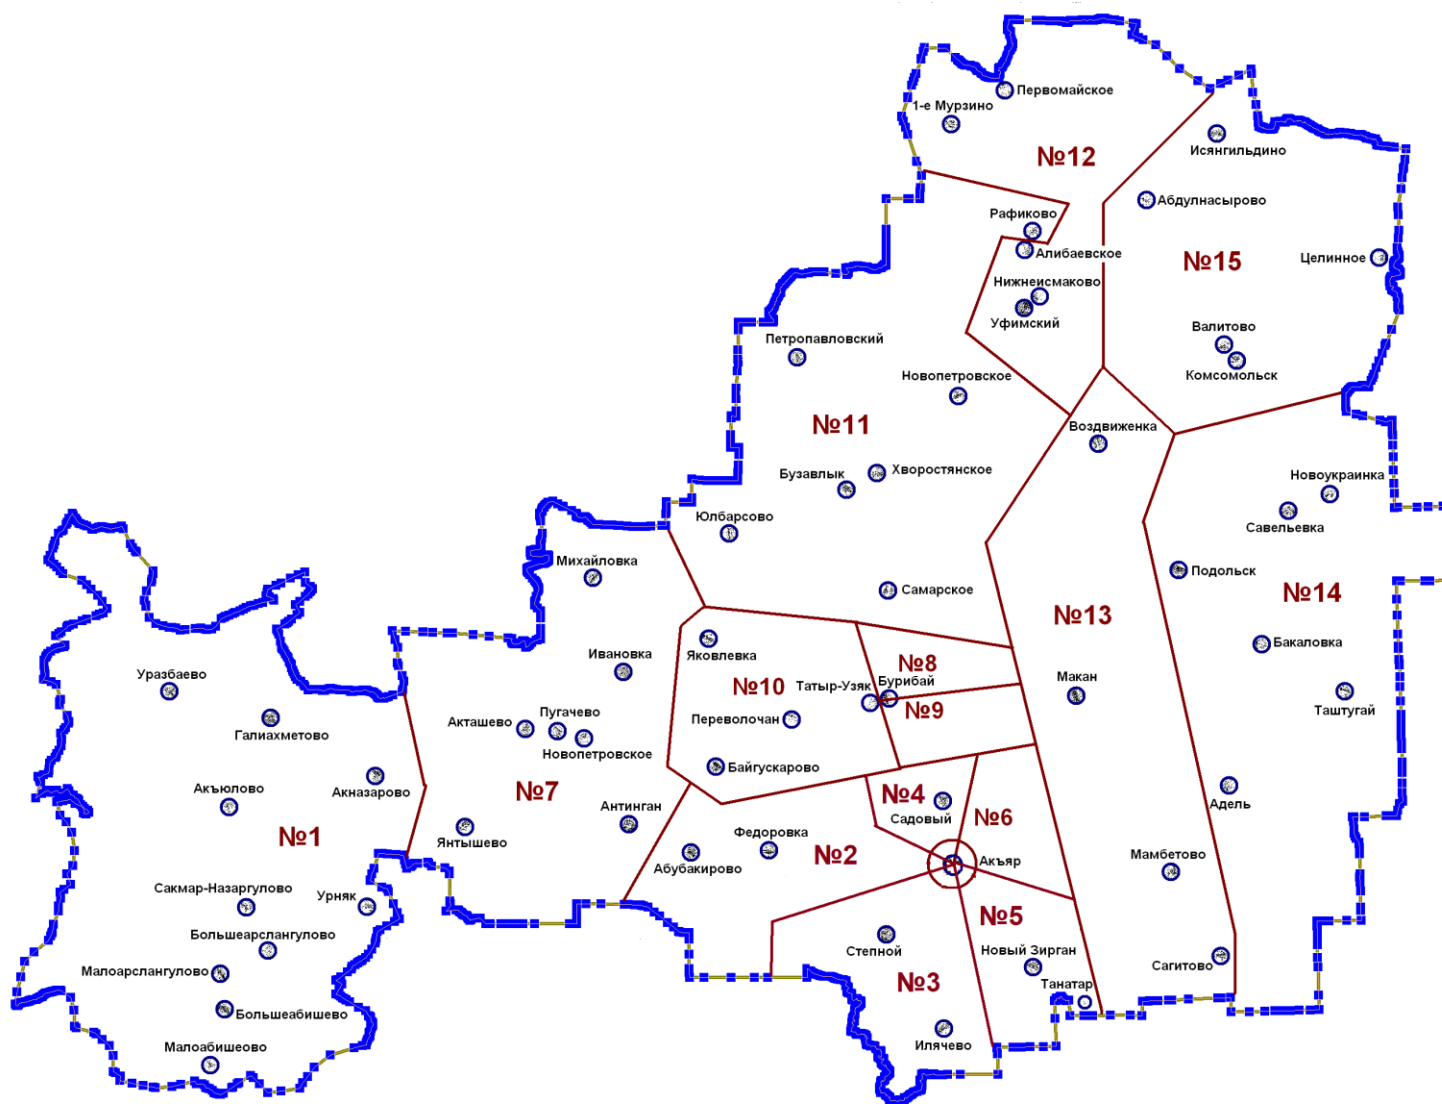 Первомайское
1-е Мурзино
Исянгильдино
№12
Абдулнасырово
Рафиково
Алибаевское
Целинное
№15
Нижнеисмаково
Уфимский
Валитово
Петропавловский
Комсомольск
Новопетровское
№11
Воздвиженка
Хворостянское
Бузавлык
Новоукраинка
Савельевка
Юлбарсово
Михайловка
Подольск
Самарское
№14
№13
Бакаловка
Яковлевка
Ивановка
№8
Уразбаево
№10
Татыр-Узяк
Бурибай
Макан
Таштугай
№9
Переволочан
Пугачево
Акташево
Галиахметово
Новопетровское
Байгускарово
Акназарово
Акъюлово
№7
№4
Адель
Антинган
Садовый
№6
№1
Янтышево
Федоровка
№2
Абубакирово
Акъяр
Мамбетово
Сакмар-Назаргулово
Урняк
№5
Большеарслангулово
Степной
Новый Зирган
Сагитово
Малоарслангулово
№3
Танатар
Большеабишево
Илячево
Малоабишеово